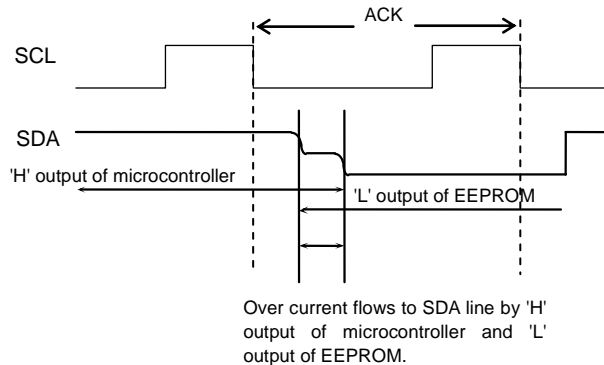 ACK
SCL
SDA
'H' output of microcontroller
'L' output of EEPROM
Over current flows to SDA line by 'H'
output of microcontroller and 'L'
output of EEPROM.